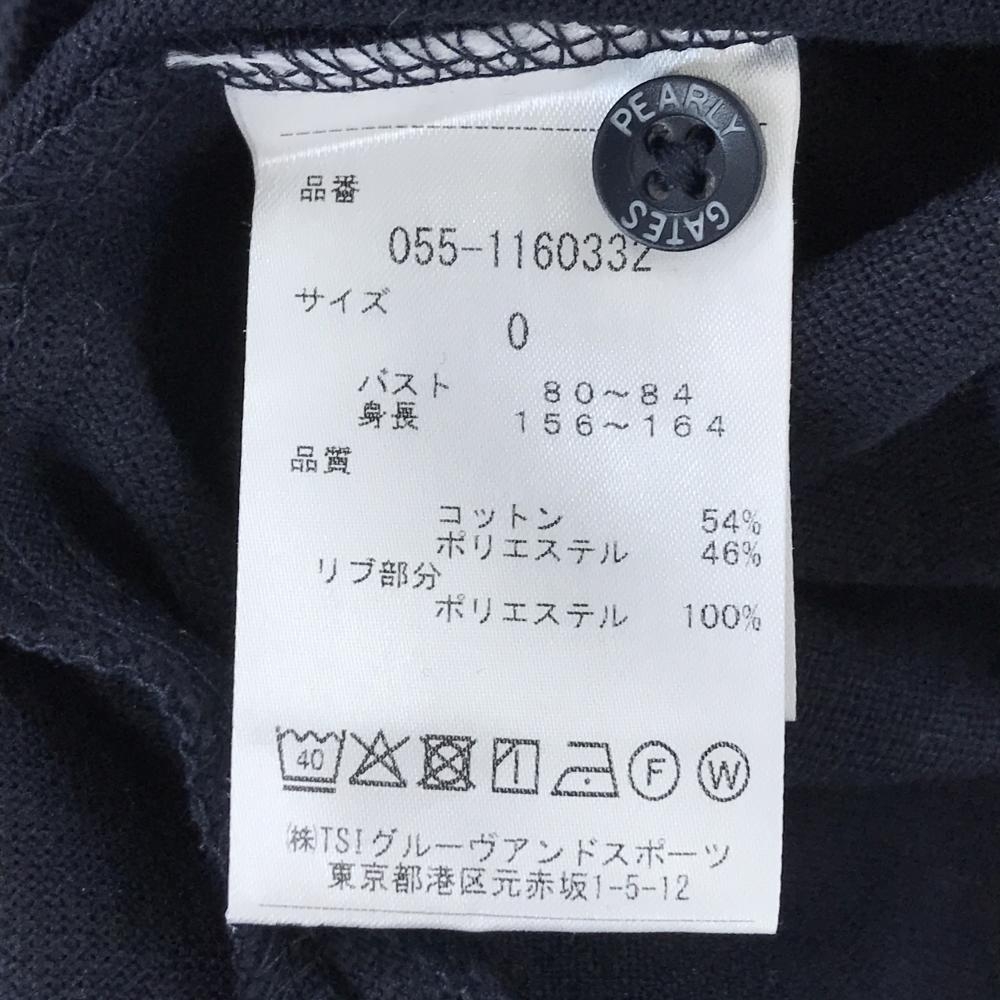 PEARLY GATES
品番
055-1160332
サイズ
0
バスト 80~84
身長 156~164
品質
コットン 54%
ポリエステル 46%
リブ部分
ポリエステル 100%
40 F W
㈱TSIグルーヴアンドスポーツ
東京都港区元赤坂1-5-12